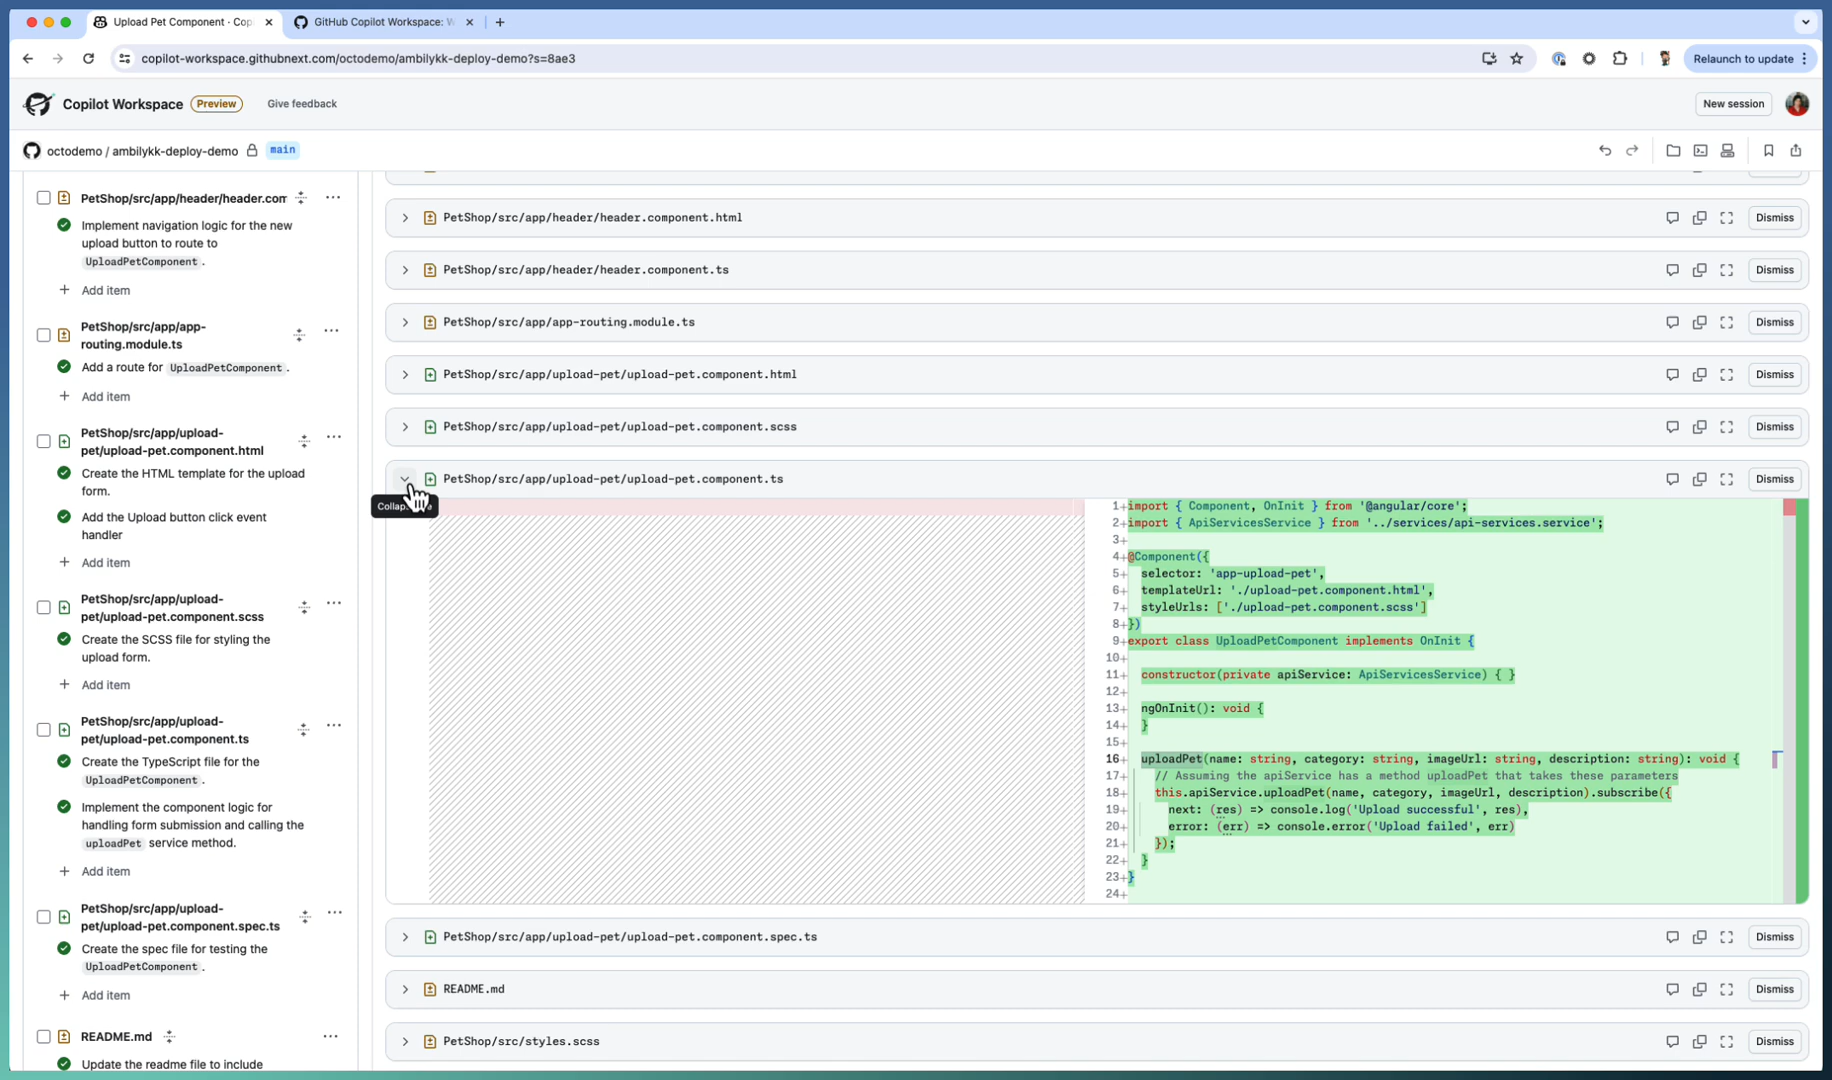 Upload Pet Component · Cop
GitHub Copilot Workspace: W
copilot-workspace.githubnext.com/octodemo/ambilykk-deploy-demo?s=8ae3
Relaunch to update
Copilot Workspace
Preview
Give feedback
New session
octodemo / ambilykk-deploy-demo
main
PetShop/src/app/header/header.com
Implement navigation logic for the new
upload button to route to
UploadPetComponent.
Add item
PetShop/src/app/app-
routing.module.ts
Add a route for UploadPetComponent.
Add item
PetShop/src/app/upload-
pet/upload-pet.component.html
Create the HTML template for the upload
form.
Add the Upload button click event
handler
Add item
PetShop/src/app/upload-
pet/upload-pet.component.scss
Create the SCSS file for styling the
upload form.
Add item
PetShop/src/app/upload-
pet/upload-pet.component.ts
Create the TypeScript file for the
UploadPetComponent.
Implement the component logic for
handling form submission and calling the
uploadPet service method.
Add item
PetShop/src/app/upload-
pet/upload-pet.component.spec.ts
Create the spec file for testing the
UploadPetComponent.
Add item
README.md
Update the readme file to include
PetShop/src/app/header/header.component.html
Dismiss
PetShop/src/app/header/header.component.ts
Dismiss
PetShop/src/app/app-routing.module.ts
Dismiss
PetShop/src/app/upload-pet/upload-pet.component.html
Dismiss
PetShop/src/app/upload-pet/upload-pet.component.scss
Dismiss
PetShop/src/app/upload-pet/upload-pet.component.ts
Dismiss
1+ import { Component, OnInit } from '@angular/core';
2+ import { ApiServicesService } from '../services/api-services.service';
3+
4+ @Component({
5+ selector: 'app-upload-pet',
6+ templateUrl: './upload-pet.component.html',
7+ styleUrls: ['./upload-pet.component.scss']
8+ })
9+ export class UploadPetComponent implements OnInit {
10+
11+ constructor(private apiService: ApiServicesService) { }
12+
13+ ngOnInit(): void {
14+ }
15+
16+ uploadPet(name: string, category: string, imageUrl: string, description: string): void {
17+ // Assuming the apiService has a method uploadPet that takes these parameters
18+ this.apiService.uploadPet(name, category, imageUrl, description).subscribe({
19+ next: (res) => console.log('Upload successful', res),
20+ error: (err) => console.error('Upload failed', err)
21+ });
22+ }
23+ }
24+
PetShop/src/app/upload-pet/upload-pet.component.spec.ts
Dismiss
README.md
Dismiss
PetShop/src/styles.scss
Dismiss